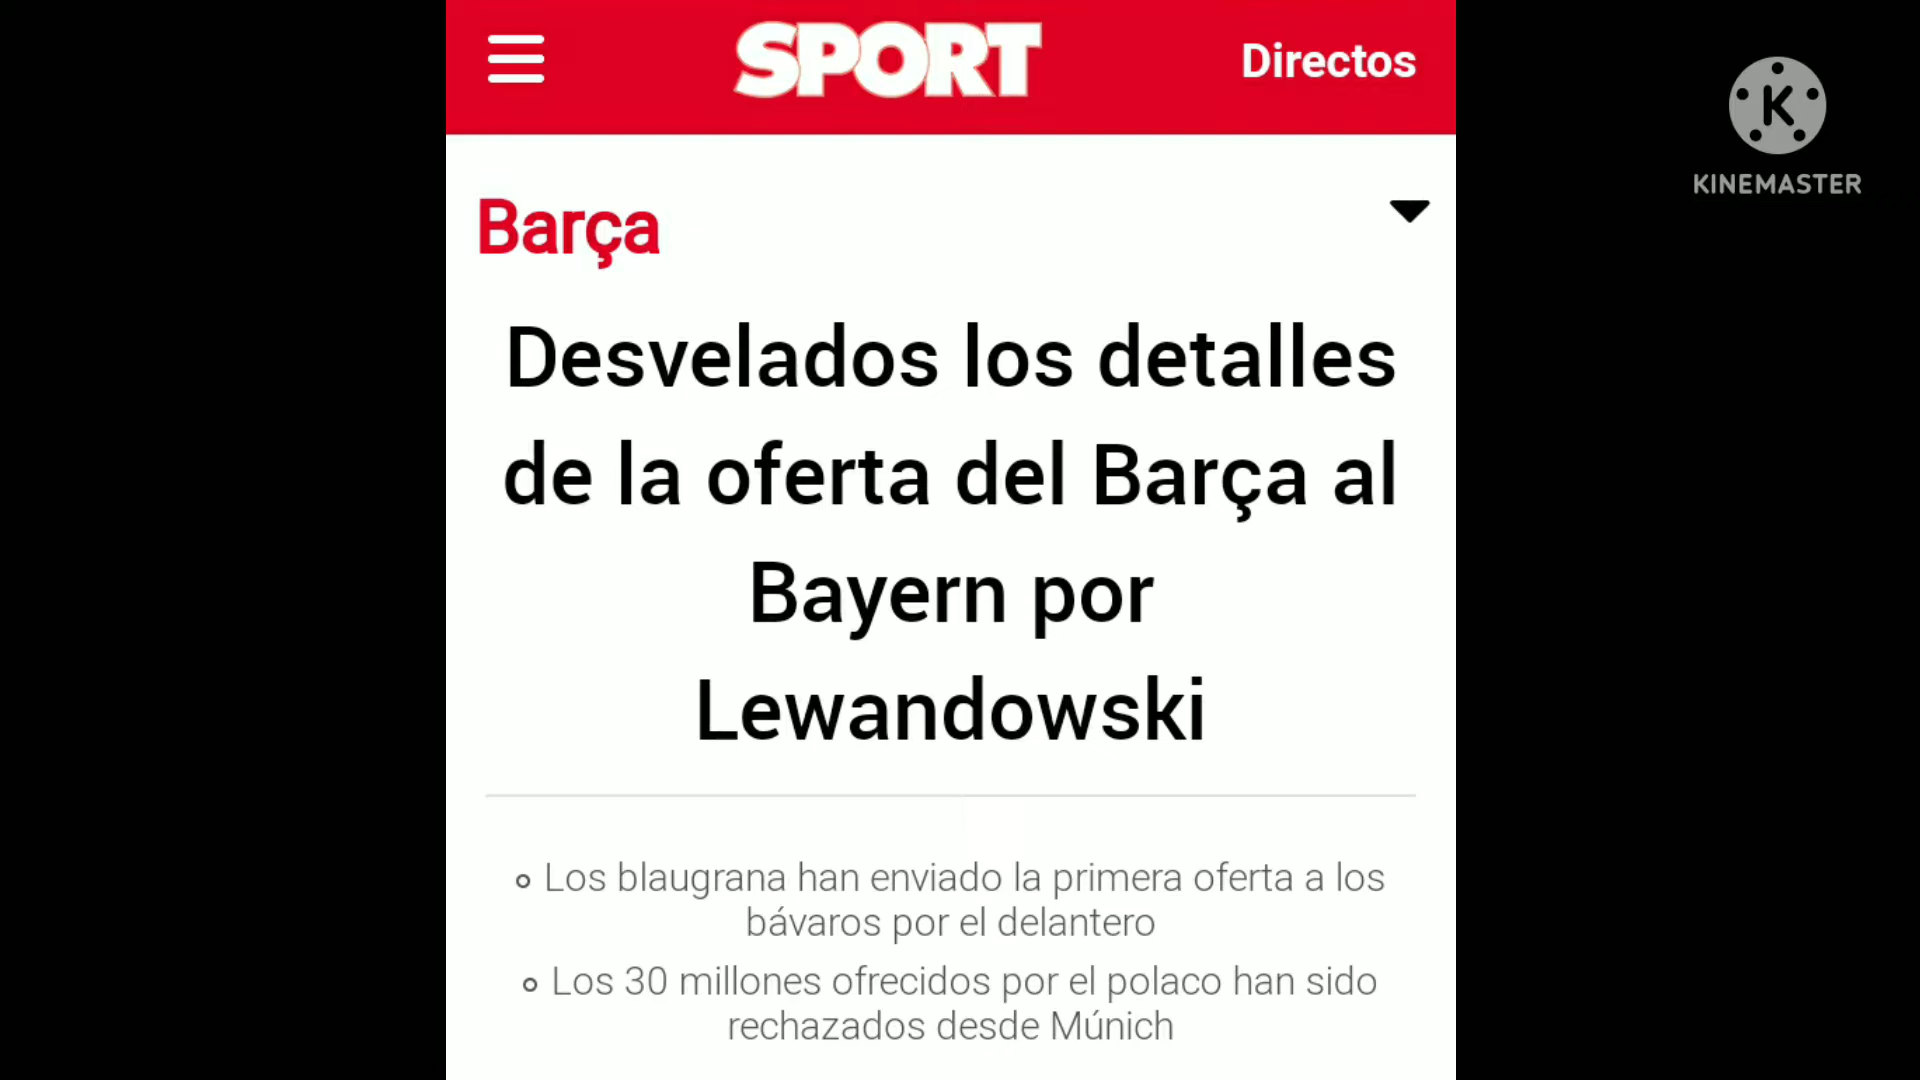 SPORT
Directos
K
KINEMASTER
Barça
Desvelados los detalles
de la oferta del Barça al
Bayern por
Lewandowski
Los blaugrana han enviado la primera oferta a los
bávaros por el delantero
Los 30 millones ofrecidos por el polaco han sido
rechazados desde Múnich